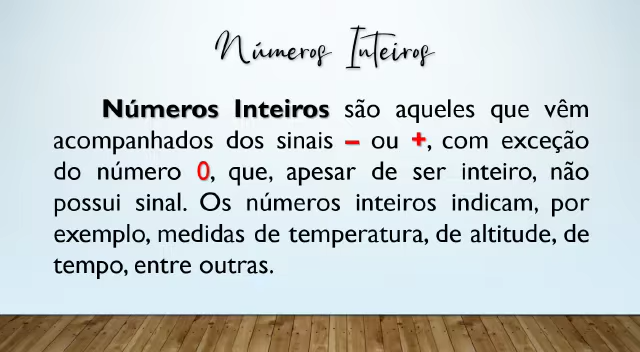 Números Inteiros
Números Inteiros são aqueles que vêm
acompanhados dos sinais – ou +, com exceção
do número 0, que, apesar de ser inteiro, não
possui sinal. Os números inteiros indicam, por
exemplo, medidas de temperatura, de altitude, de
tempo, entre outras.